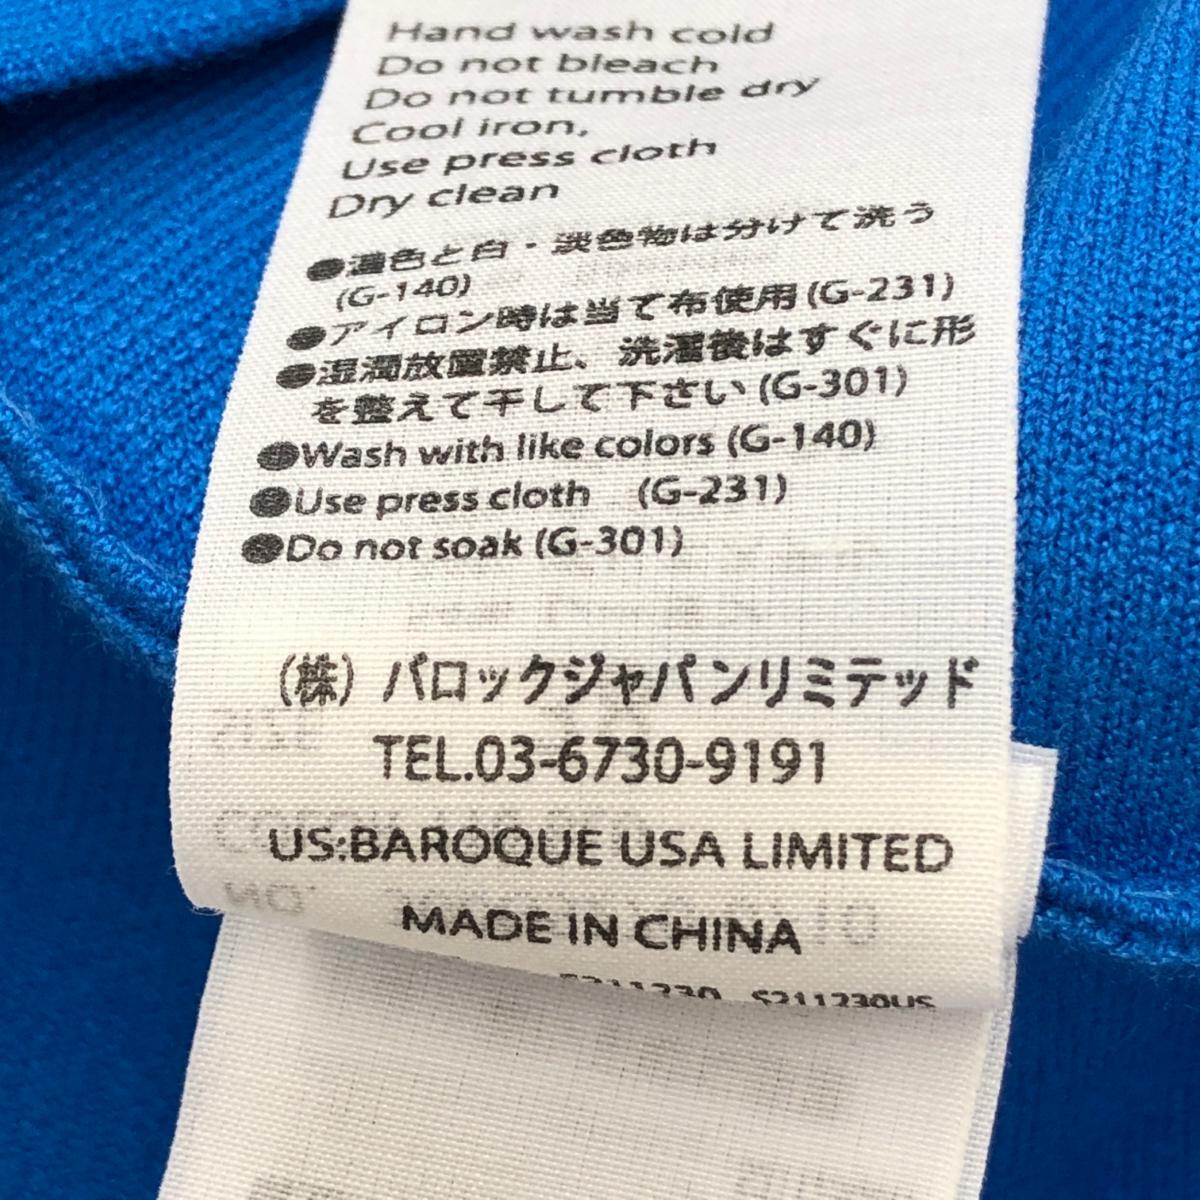 Hand wash cold
Do not bleach
Do not tumble dry
Cool iron,
Use press cloth
Dry clean
●濃色と白・淡色物は分けて洗う
(G-140)
●アイロン時は当て布使用(G-231)
●湿潤放置禁止、洗濯後はすぐに形
を整えて干して下さい(G-301)
●Wash with like colors (G-140)
●Use press cloth (G-231)
●Do not soak (G-301)
(株) バロックジャパンリミテッド
TEL.03-6730-9191
US:BAROQUE USA LIMITED
MADE IN CHINA
S211230US